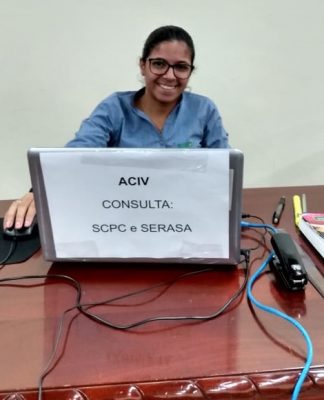 ACIV
CONSULTA:
SCPC e SERASA